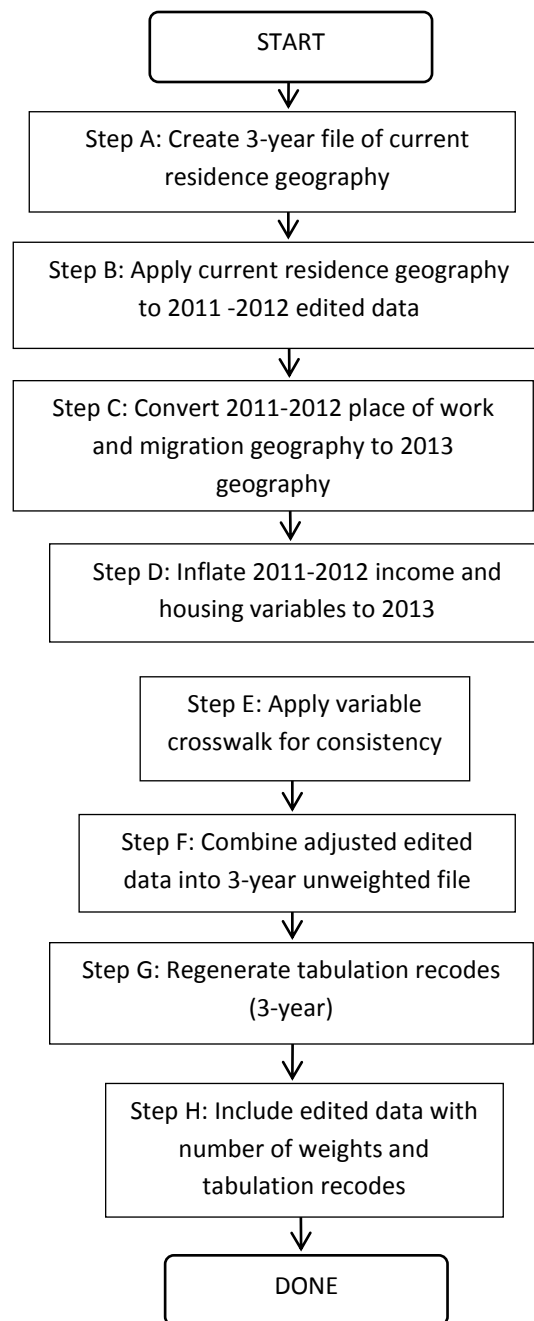 START
Step A: Create 3-year file of current
residence geography
Step B: Apply current residence geography
to 2011 -2012 edited data
Step C: Convert 2011-2012 place of work
and migration geography to 2013
geography
Step D: Inflate 2011-2012 income and
housing variables to 2013
Step E: Apply variable
crosswalk for consistency
Step F: Combine adjusted edited
data into 3-year unweighted file
Step G: Regenerate tabulation recodes
(3-year)
Step H: Include edited data with
number of weights and
tabulation recodes
DONE